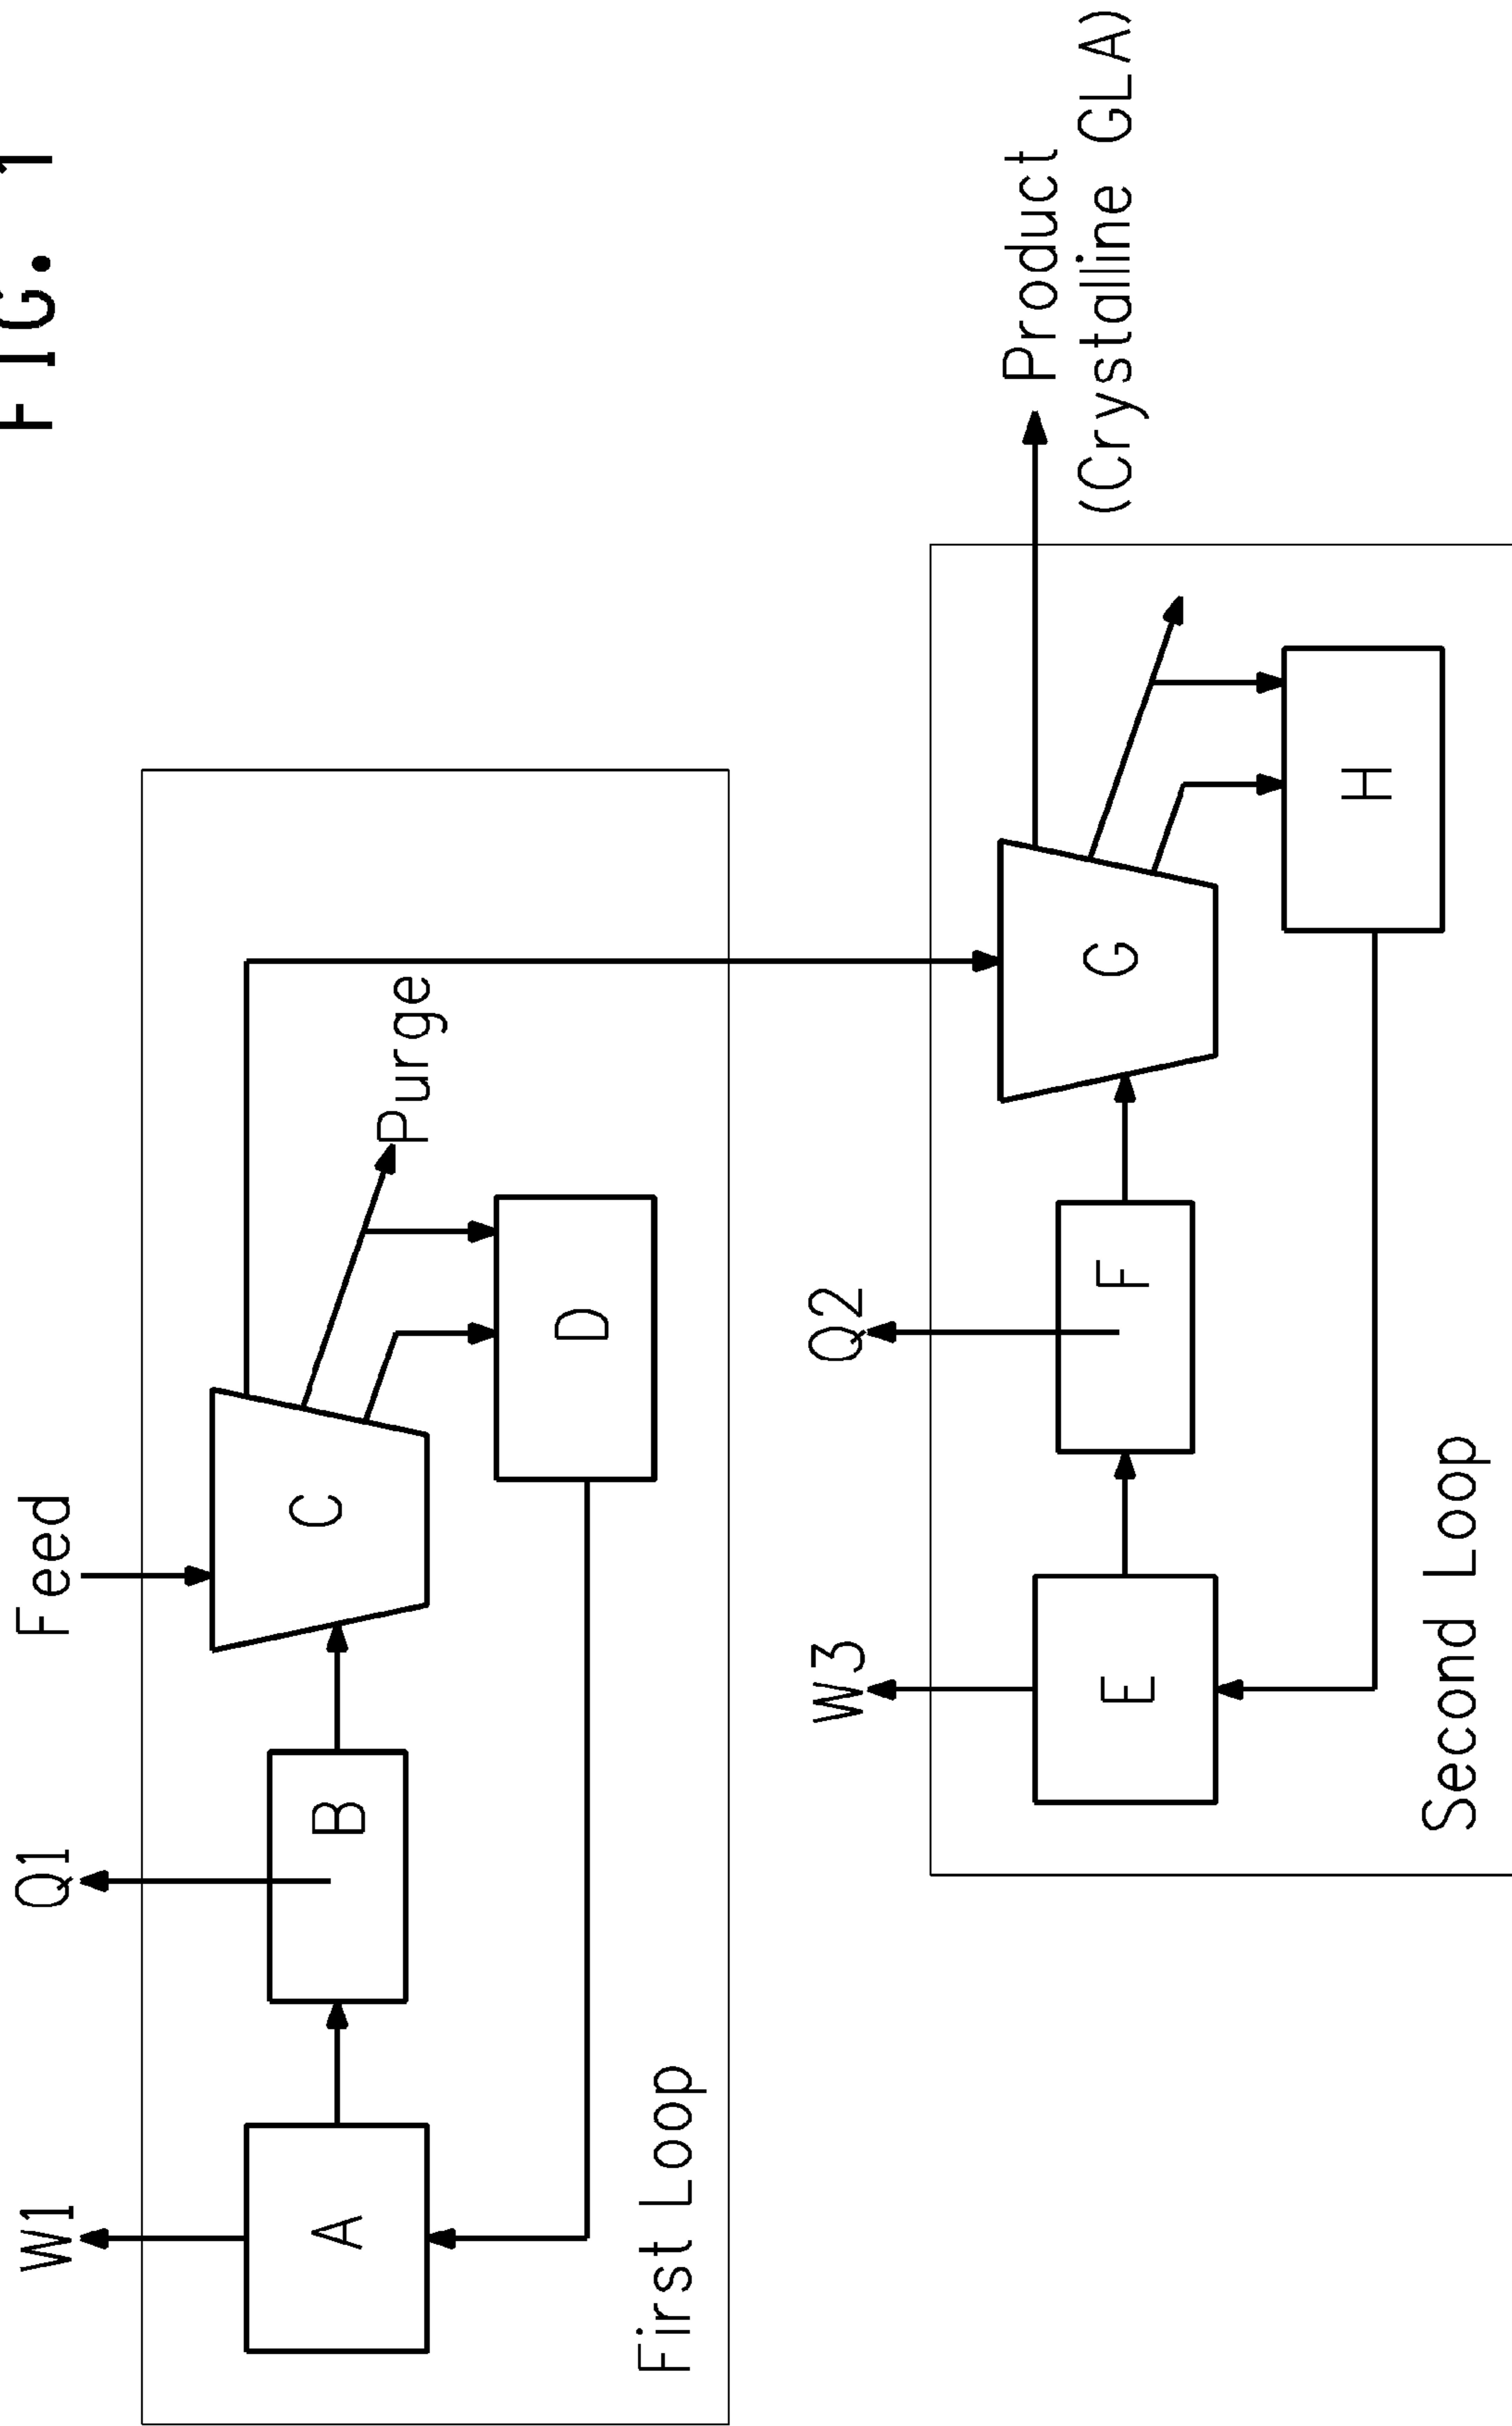 FIG. 1
W1
Q1
Feed
A
B
C
Purge
D
First Loop
W3
Q2
Product
(Crystalline GLA)
E
F
G
H
Second Loop